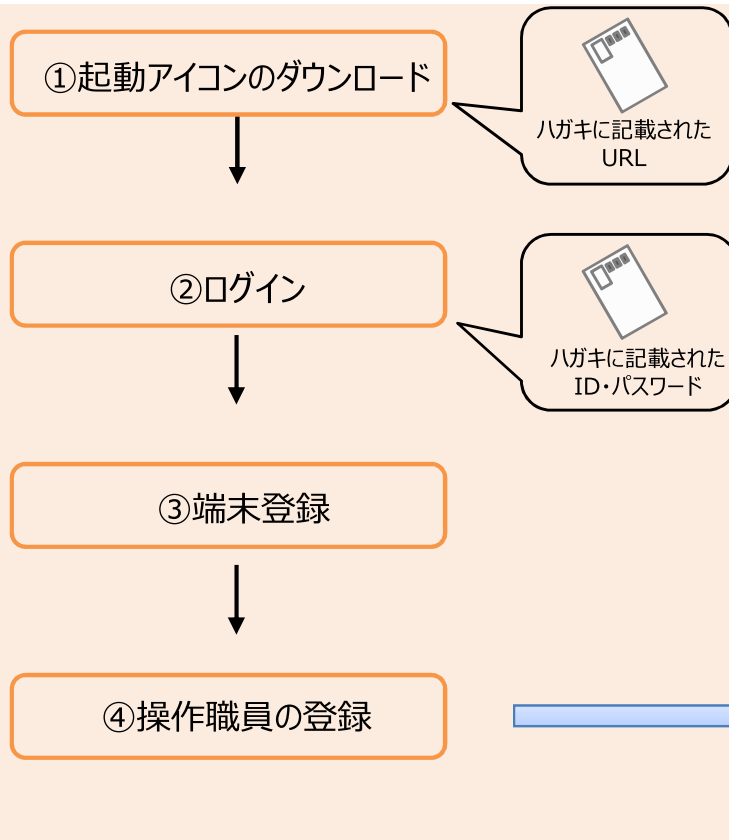 ①起動アイコンのダウンロード
ハガキに記載された
URL
②ログイン
ハガキに記載された
ID・パスワード
③端末登録
④操作職員の登録